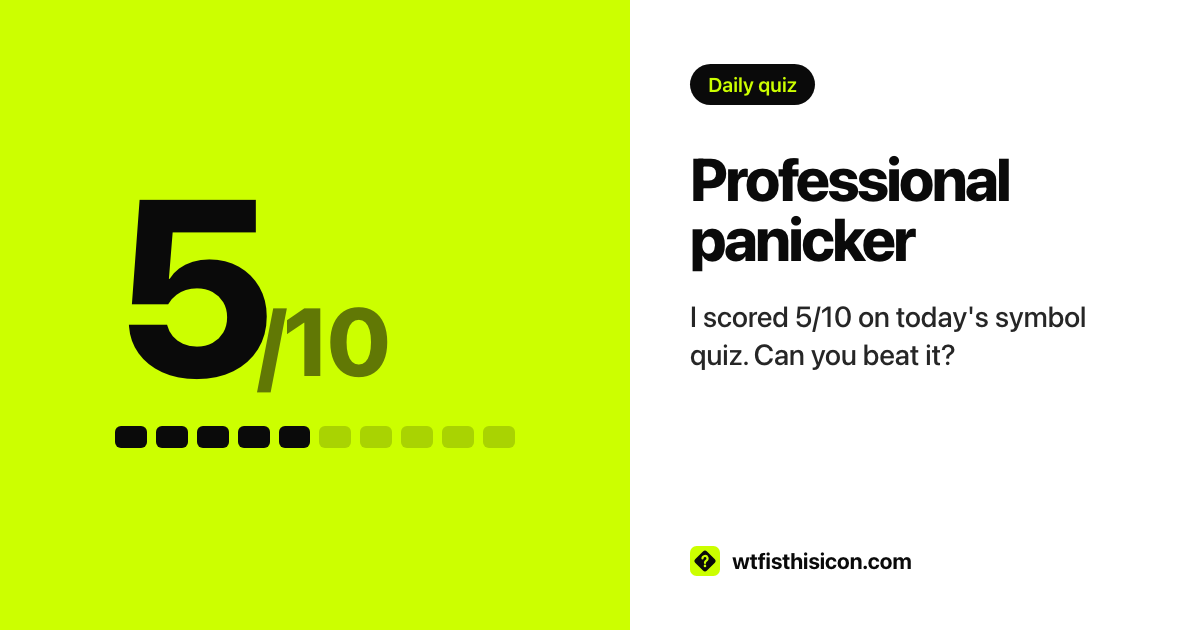 5/10
Daily quiz
Professional
panicker
I scored 5/10 on today's symbol
quiz. Can you beat it?
?
wtfisthisicon.com